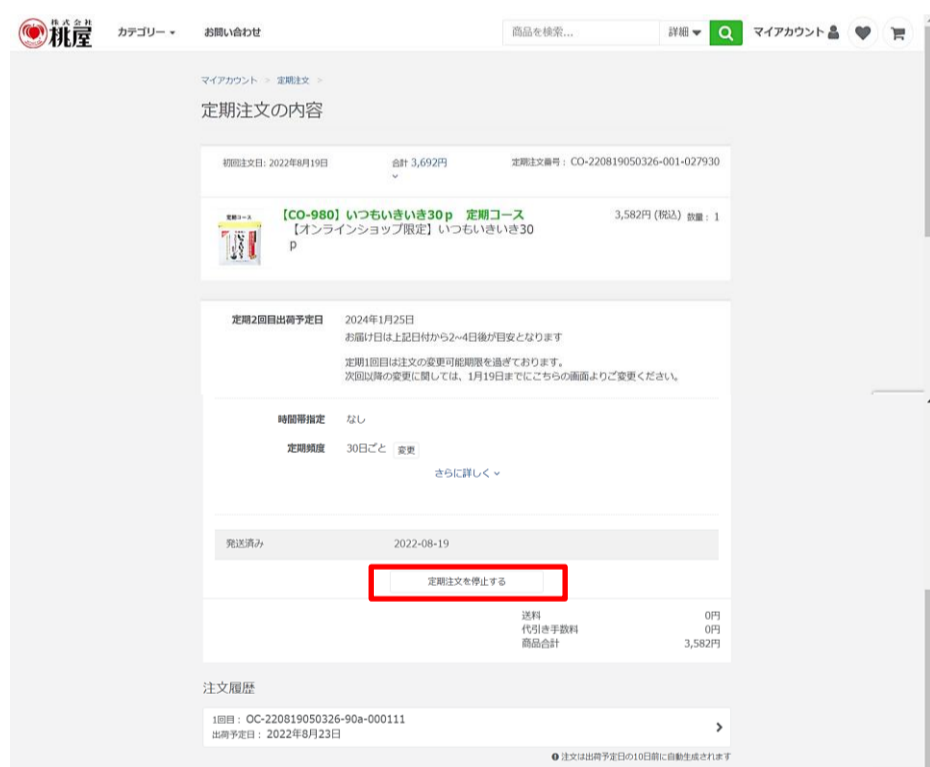 株式会社
桃屋
カテゴリー
お問い合わせ
商品を検索...
詳細
マイアカウント
マイアカウント > 定期注文 >
定期注文の内容
初回注文日: 2022年8月19日
合計 3,692円
定期注文番号： CO-220819050326-001-027930
定期コース
【CO-980】いつもいきいき30ｐ　定期コース
3,582円 (税込) 数量： 1
【オンラインショップ限定】いつもいきいき30
ｐ
定期2回目出荷予定日
2024年1月25日
お届け日は上記日付から2~4日後が目安となります
定期1回目は注文の変更可能期限を過ぎております。
次回以降の変更に関しては、1月19日までにこちらの画面よりご変更ください。
時間帯指定
なし
定期頻度
30日ごと
変更
さらに詳しく
発送済み
2022-08-19
定期注文を停止する
送料
0円
代引き手数料
0円
商品合計
3,582円
注文履歴
1回目： OC-220819050326-90a-000111
出荷予定日： 2022年8月23日
注文は出荷予定日の10日前に自動生成されます